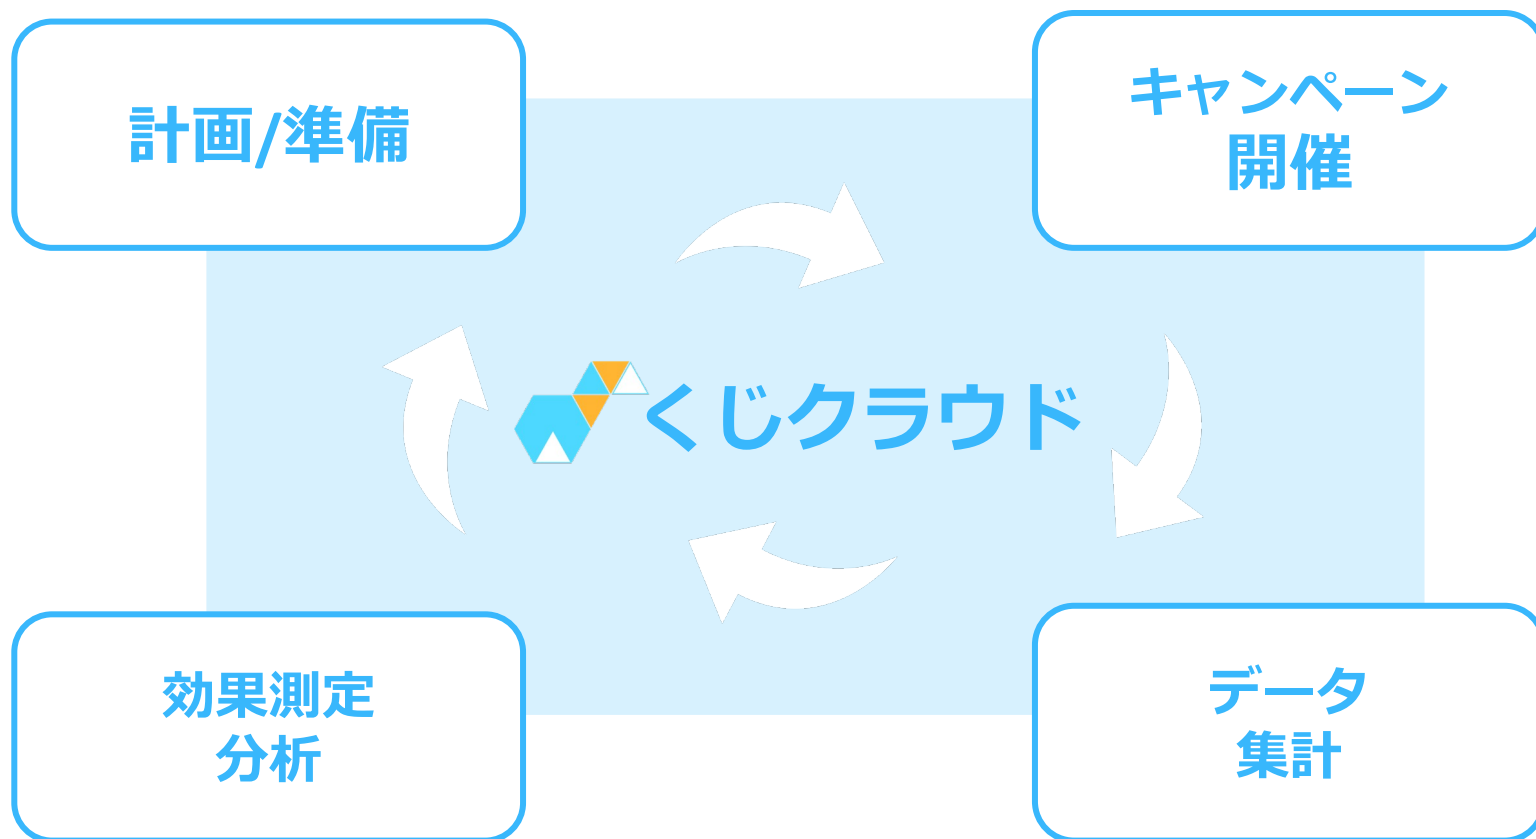 計画/準備
キャンペーン
開催
くじクラウド
効果測定
分析
データ
集計